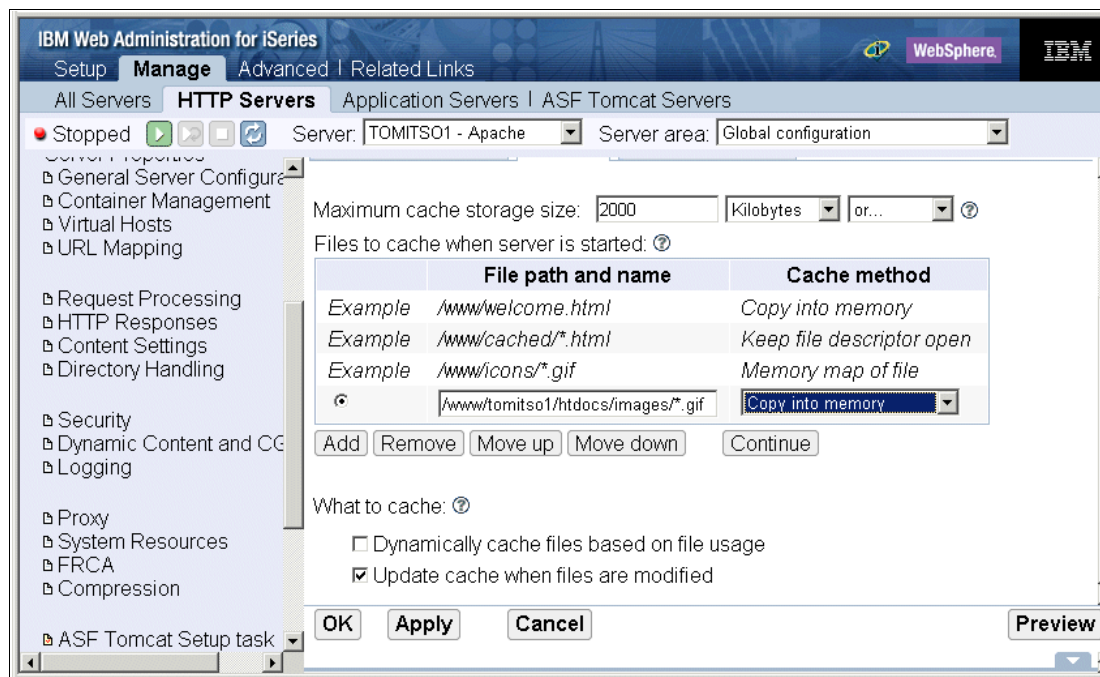 IBM Web Administration for iSeries
WebSphere.
IBM
Setup Manage Advanced | Related Links
All Servers HTTP Servers Application Servers | ASF Tomcat Servers
Stopped Server: TOMITSO1 - Apache Server area: Global configuration
Server Properties
General Server Configura
Container Management
Virtual Hosts
URL Mapping
Request Processing
HTTP Responses
Content Settings
Directory Handling
Security
Dynamic Content and CG
Logging
Proxy
System Resources
FRCA
Compression
ASF Tomcat Setup task
Maximum cache storage size: 2000 Kilobytes or... ?
Files to cache when server is started: ?
File path and name Cache method
Example /www/welcome.html Copy into memory
Example /www/cached/*.html Keep file descriptor open
Example /www/icons/*.gif Memory map of file
/www/tomitso1/htdocs/images/*.gif Copy into memory
Add Remove Move up Move down Continue
What to cache: ?
Dynamically cache files based on file usage
Update cache when files are modified
OK Apply Cancel Preview